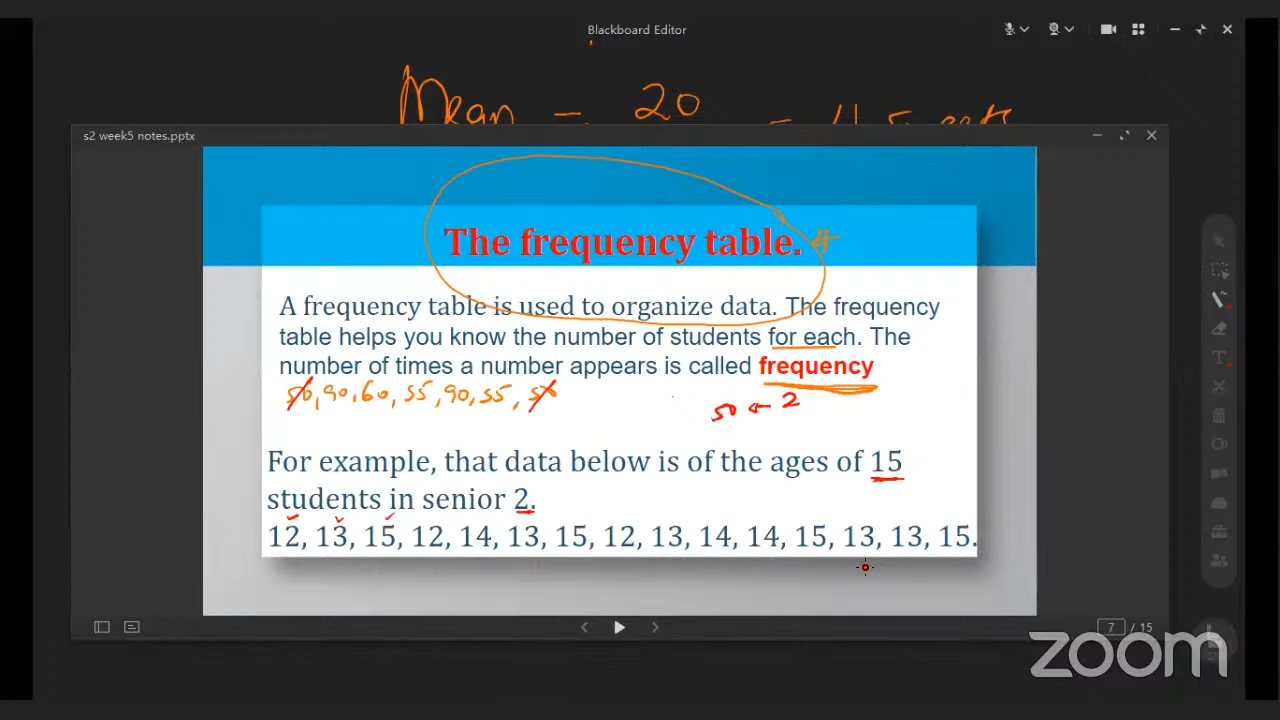 Blackboard Editor
Mean = 20
s2 week5 notes.pptx
The frequency table.
A frequency table is used to organize data. The frequency
table helps you know the number of students for each. The
number of times a number appears is called frequency
50, 90, 60, 55, 90, 55, 50
50 ← 2
For example, that data below is of the ages of 15
students in senior 2.
12, 13, 15, 12, 14, 13, 15, 12, 13, 14, 14, 15, 13, 13, 15.
7 / 15
zoom